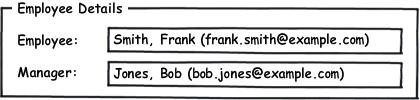 Employee Details
Employee: Smith, Frank (frank.smith@example.com)
Manager: Jones, Bob (bob.jones@example.com)